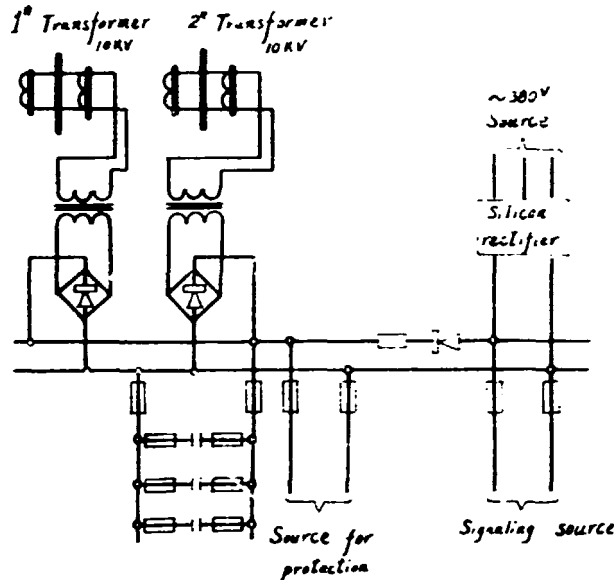 1# Transformer
10KV
2# Transformer
10KV
~380V
Source
Silicon
rectifier
Source for
protection
Signaling source